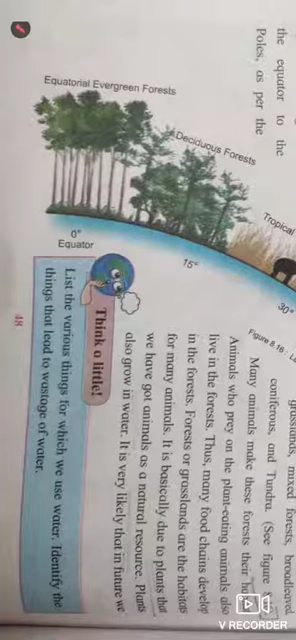 the equator to the
Poles, as per the
Equatorial Evergreen Forests
Deciduous Forests
Tropical
0°
Equator
15°
30°
Figure 8.16
grasslands, mixed forests, broadleaved
coniferous, and Tundra. (See figure
Many animals make these forests their
Animals who prey on the plant-eating animals also
live in the forests. Thus, many food chains develop
in the forests. Forests or grasslands are the habitats
for many animals. It is basically due to plants that
we have got animals as a natural resource. Plants
also grow in water. It is very likely that in future we
Think a little!
List the various things for which we use water. Identify the
things that lead to wastage of water.
48
V RECORDER